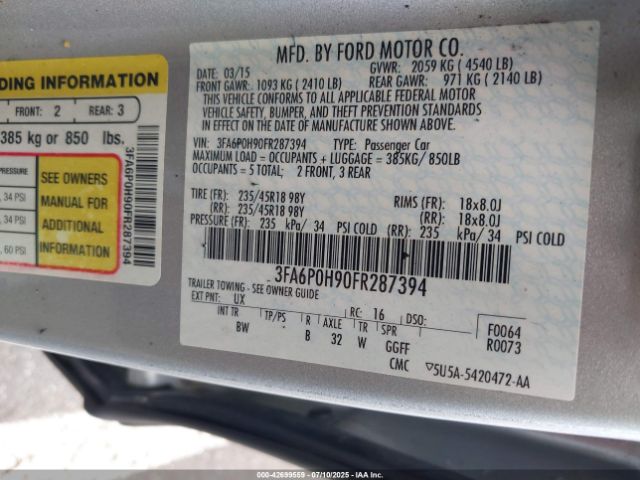 DING INFORMATION
FRONT: 2 REAR: 3
385 kg or 850 lbs.
, 34 PSI
, 34 PSI
, 60 PSI
SEE OWNERS
MANUAL FOR
ADDITIONAL
INFORMATION
3FA6P0H90FR287394
MFD. BY FORD MOTOR CO.
DATE: 03/15 GVWR: 2059 KG ( 4540 LB)
FRONT GAWR: 1093 KG ( 2410 LB) REAR GAWR: 971 KG ( 2140 LB)
THIS VEHICLE CONFORMS TO ALL APPLICABLE FEDERAL MOTOR
VEHICLE SAFETY, BUMPER, AND THEFT PREVENTION STANDARDS
IN EFFECT ON THE DATE OF MANUFACTURE SHOWN ABOVE.
VIN: 3FA6P0H90FR287394 TYPE: Passenger Car
MAXIMUM LOAD = OCCUPANTS + LUGGAGE = 385KG/850LB
OCCUPANTS = 5 TOTAL; 2 FRONT, 3 REAR
TIRE (FR): 235/45R18 98Y RIMS (FR): 18x8.0J
(RR): 235/45R18 98Y (RR): 18x8.0J
PRESSURE (FR): 235 kPa/ 34 PSI COLD (RR): 235 kPa/ 34 PSI COLD
3FA6P0H90FR287394
TRAILER TOWING - SEE OWNER GUIDE
EXT PNT: UX RC: 16 DSO:
INT TR TP/PS R AXLE TR SPR F0064
BW B 32 W GGFF R0073
CMC 5U5A-5420472-AA
COPART_PLACEHOLDER